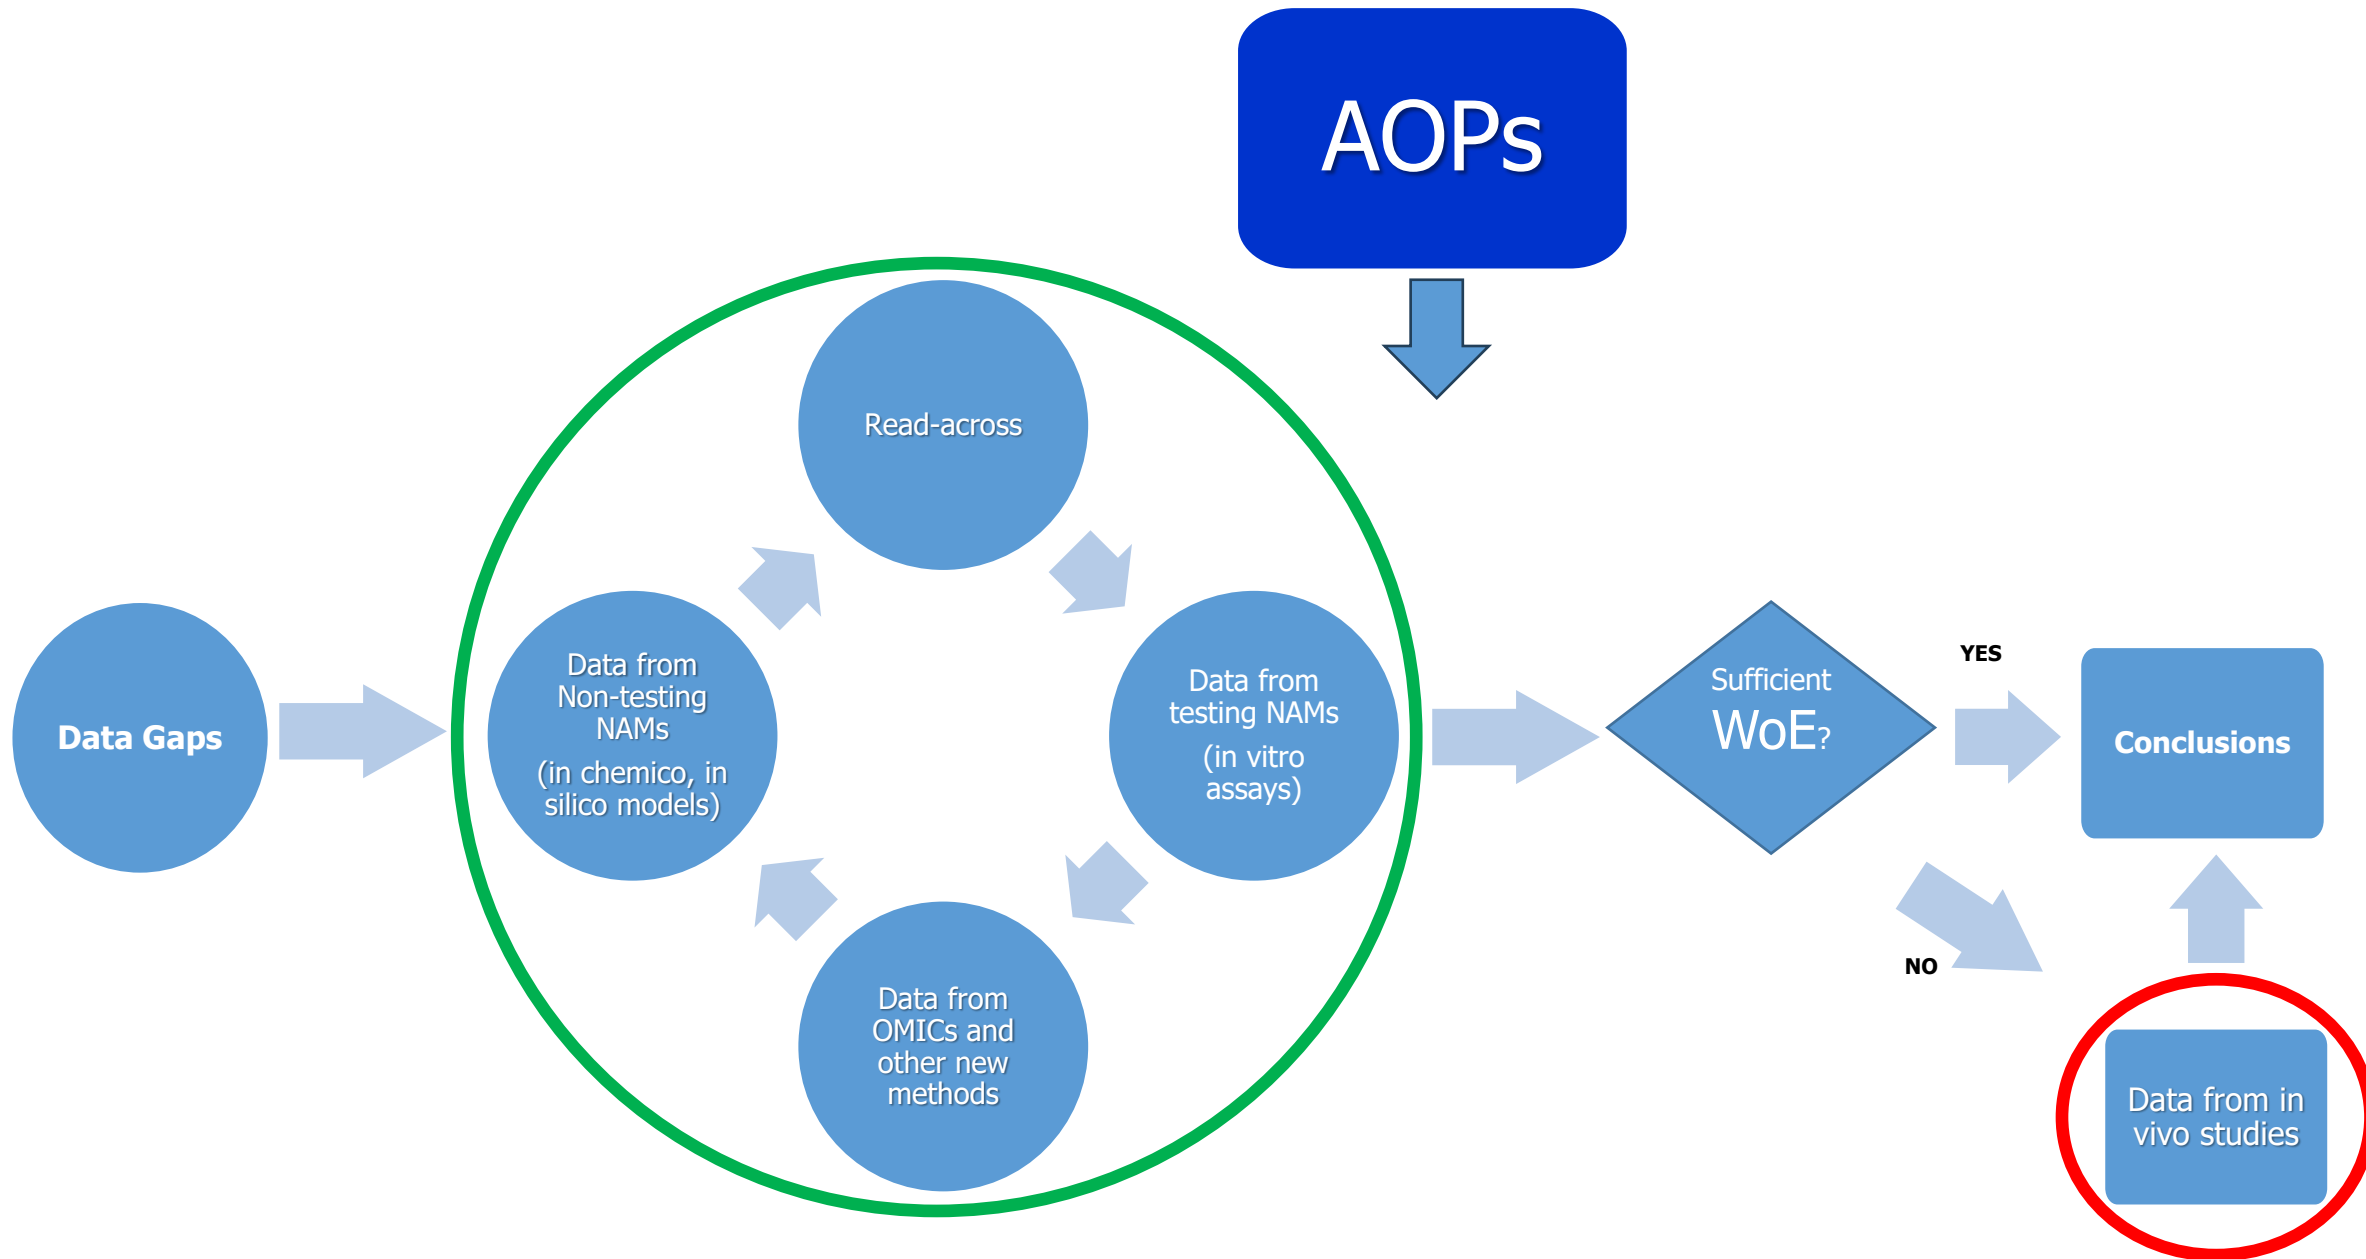 AOPs
Read-across
Data Gaps
Data from
Non-testing
NAMs
(in chemico, in
silico models)
Data from
testing NAMs
(in vitro
assays)
Data from
OMICs and
other new
methods
Sufficient
WoE?
YES
NO
Conclusions
Data from in
vivo studies